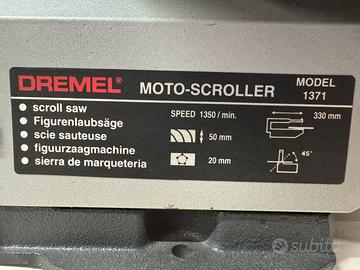 DREMEL® MOTO-SCROLLER MODEL 1371
• scroll saw
• Figurenlaubsäge
• scie sauteuse
• figuurzaagmachine
• sierra de marqueteria
SPEED 1350 / min.
330 mm
50 mm
20 mm
45°
subito